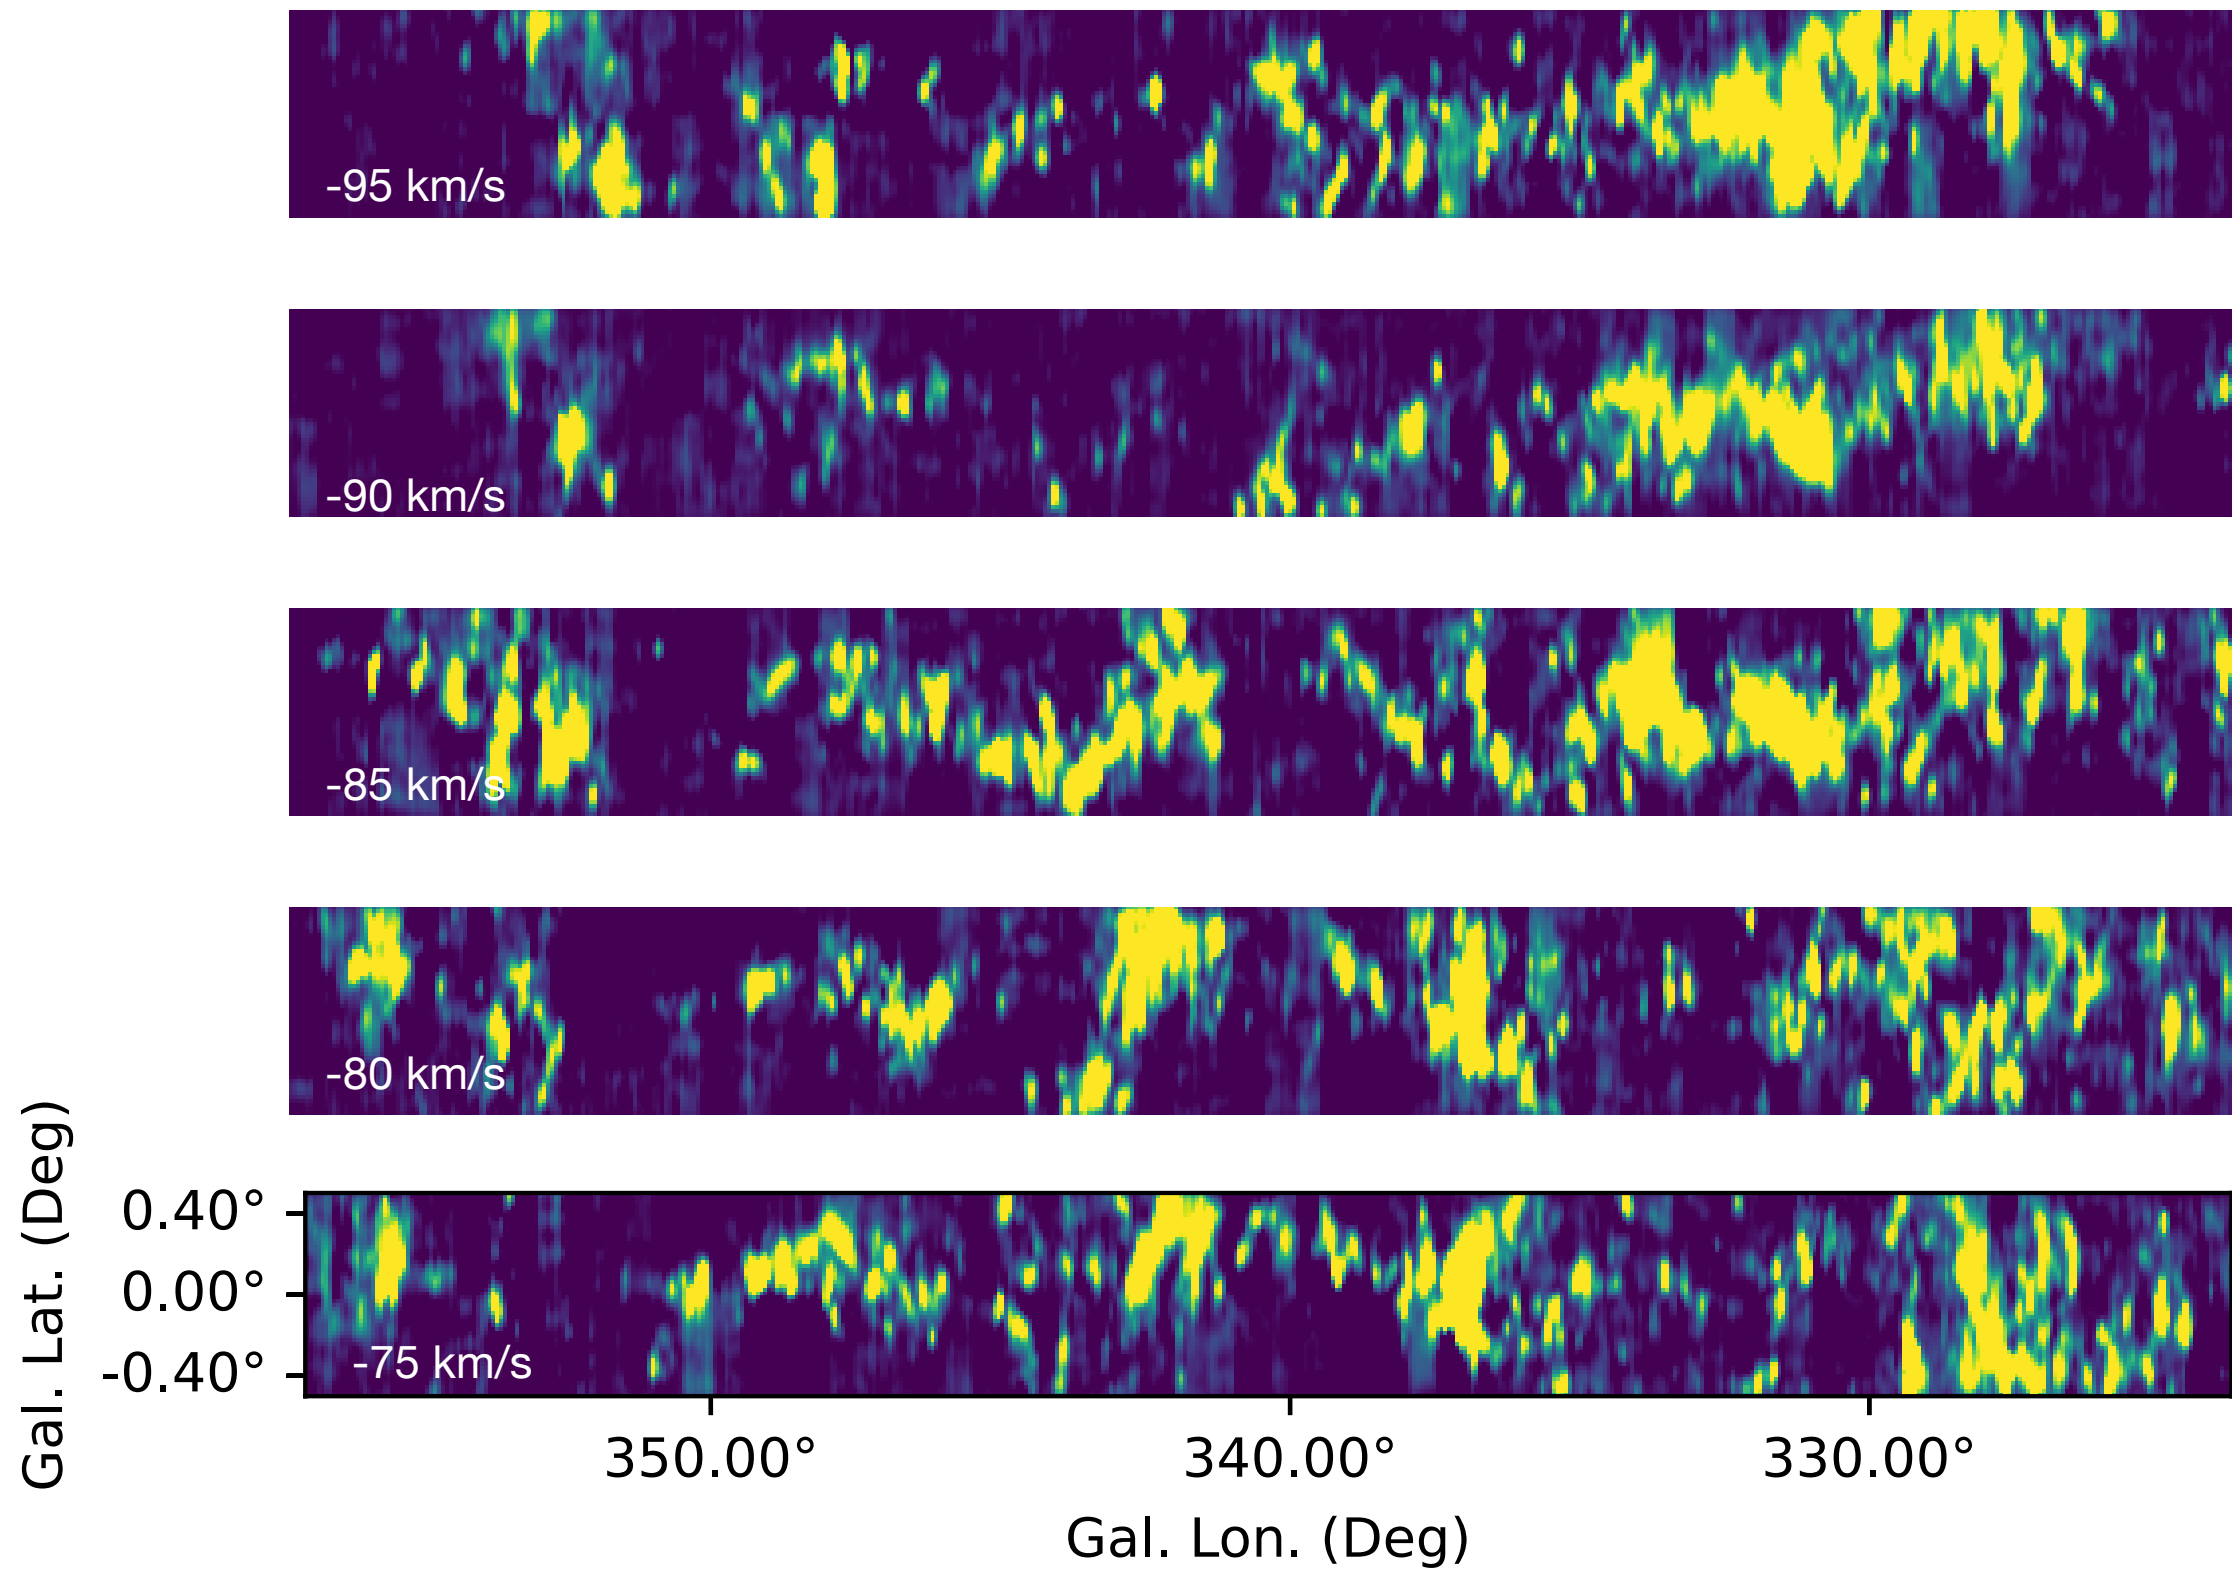 -95 km/s
-90 km/s
-85 km/s
-80 km/s
-75 km/s
Gal. Lat. (Deg)
0.40°
0.00°
-0.40°
350.00° 340.00° 330.00°
Gal. Lon. (Deg)